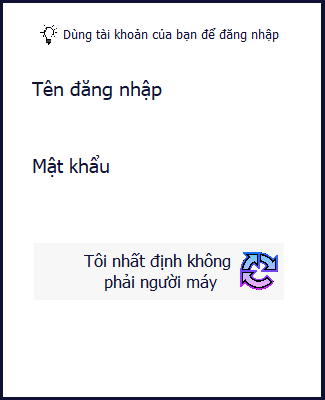 Dùng tài khoản của bạn để đăng nhập
Tên đăng nhập
Mật khẩu
Tôi nhất định không
phải người máy